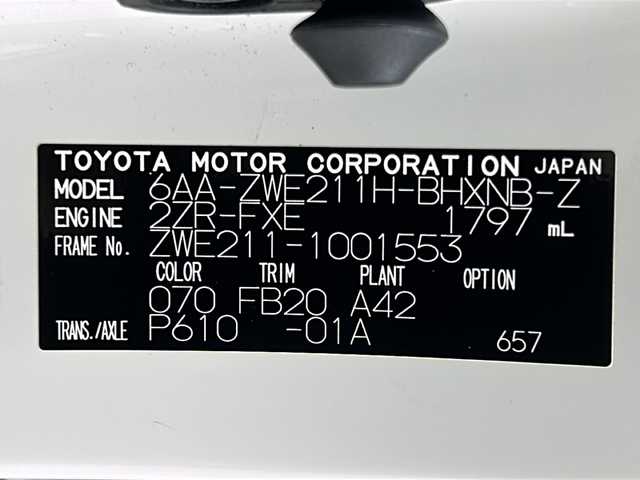 TOYOTA MOTOR CORPORATION JAPAN
MODEL 6AA-ZWE211H-BHXNB-Z
ENGINE 2ZR-FXE 1797 mL
FRAME No. ZWE211-1001553
COLOR TRIM PLANT OPTION
070 FB20 A42
TRANS./AXLE P610 -01A 657